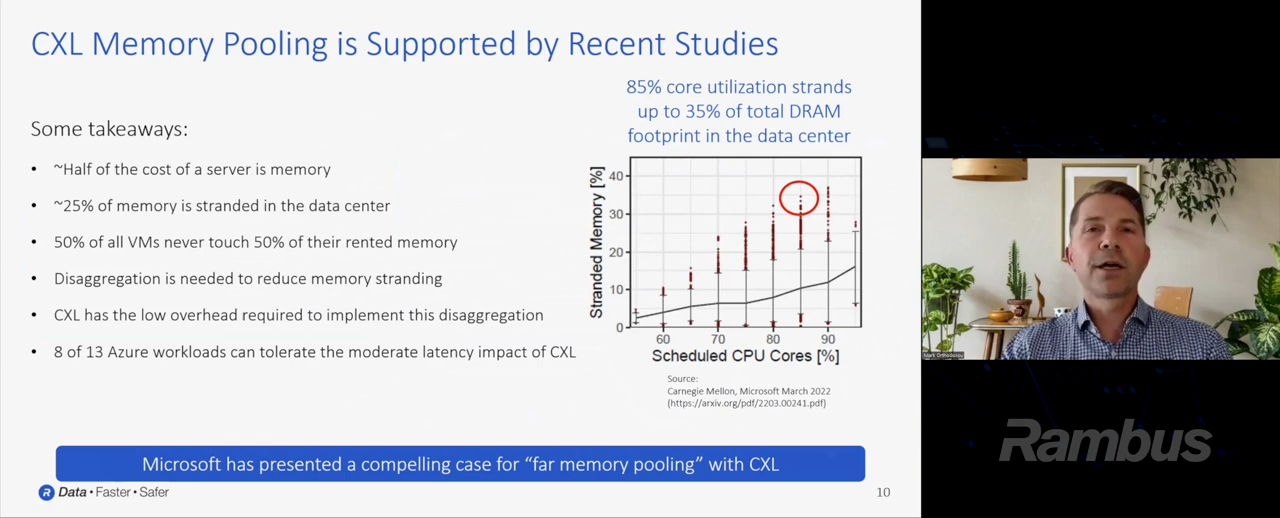 CXL Memory Pooling is Supported by Recent Studies
Some takeaways:
• ~Half of the cost of a server is memory
• ~25% of memory is stranded in the data center
• 50% of all VMs never touch 50% of their rented memory
• Disaggregation is needed to reduce memory stranding
• CXL has the low overhead required to implement this disaggregation
• 8 of 13 Azure workloads can tolerate the moderate latency impact of CXL
85% core utilization strands
up to 35% of total DRAM
footprint in the data center
Stranded Memory [%]
40
30
20
10
0
60 70 80 90
Scheduled CPU Cores [%]
Source:
Carnegie Mellon, Microsoft March 2022
(https://arxiv.org/pdf/2203.00241.pdf)
Microsoft has presented a compelling case for “far memory pooling” with CXL
R Data • Faster • Safer
10
Mark Orthodoxou
Rambus